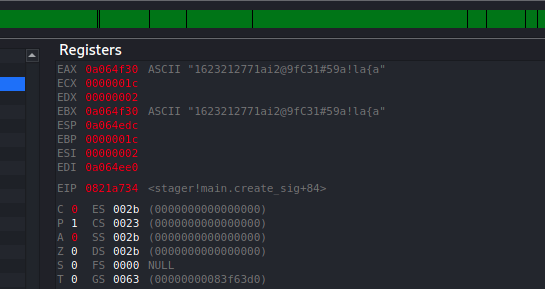 Registers
EAX 0a064f30 ASCII "1623212771ai2@9fC31#59a!la{a"
ECX 0000001c
EDX 00000002
EBX 0a064f30 ASCII "1623212771ai2@9fC31#59a!la{a"
ESP 0a064edc
EBP 0000001c
ESI 00000002
EDI 0a064ee0
EIP 0821a734 <stager!main.create_sig+84>
C 0 ES 002b (0000000000000000)
P 1 CS 0023 (0000000000000000)
A 0 SS 002b (0000000000000000)
Z 0 DS 002b (0000000000000000)
S 0 FS 0000 NULL
T 0 GS 0063 (00000000083f63d0)